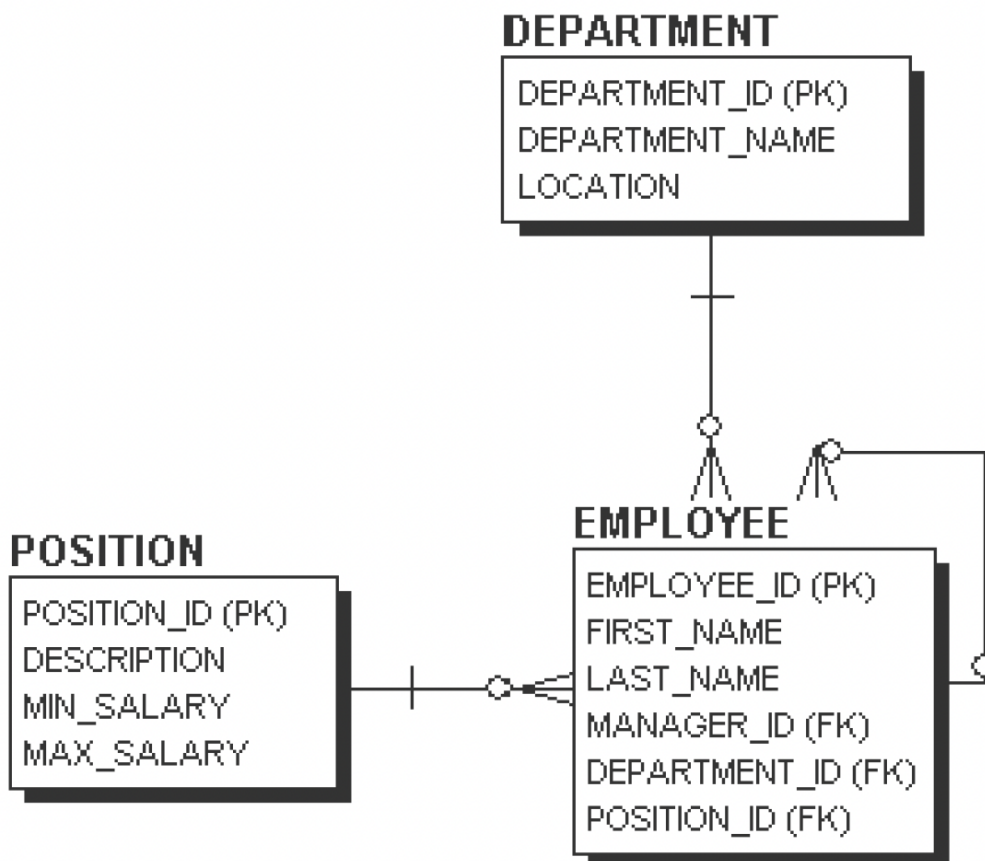 DEPARTMENT
DEPARTMENT_ID (PK)
DEPARTMENT_NAME
LOCATION
POSITION
POSITION_ID (PK)
DESCRIPTION
MIN_SALARY
MAX_SALARY
EMPLOYEE
EMPLOYEE_ID (PK)
FIRST_NAME
LAST_NAME
MANAGER_ID (FK)
DEPARTMENT_ID (FK)
POSITION_ID (FK)